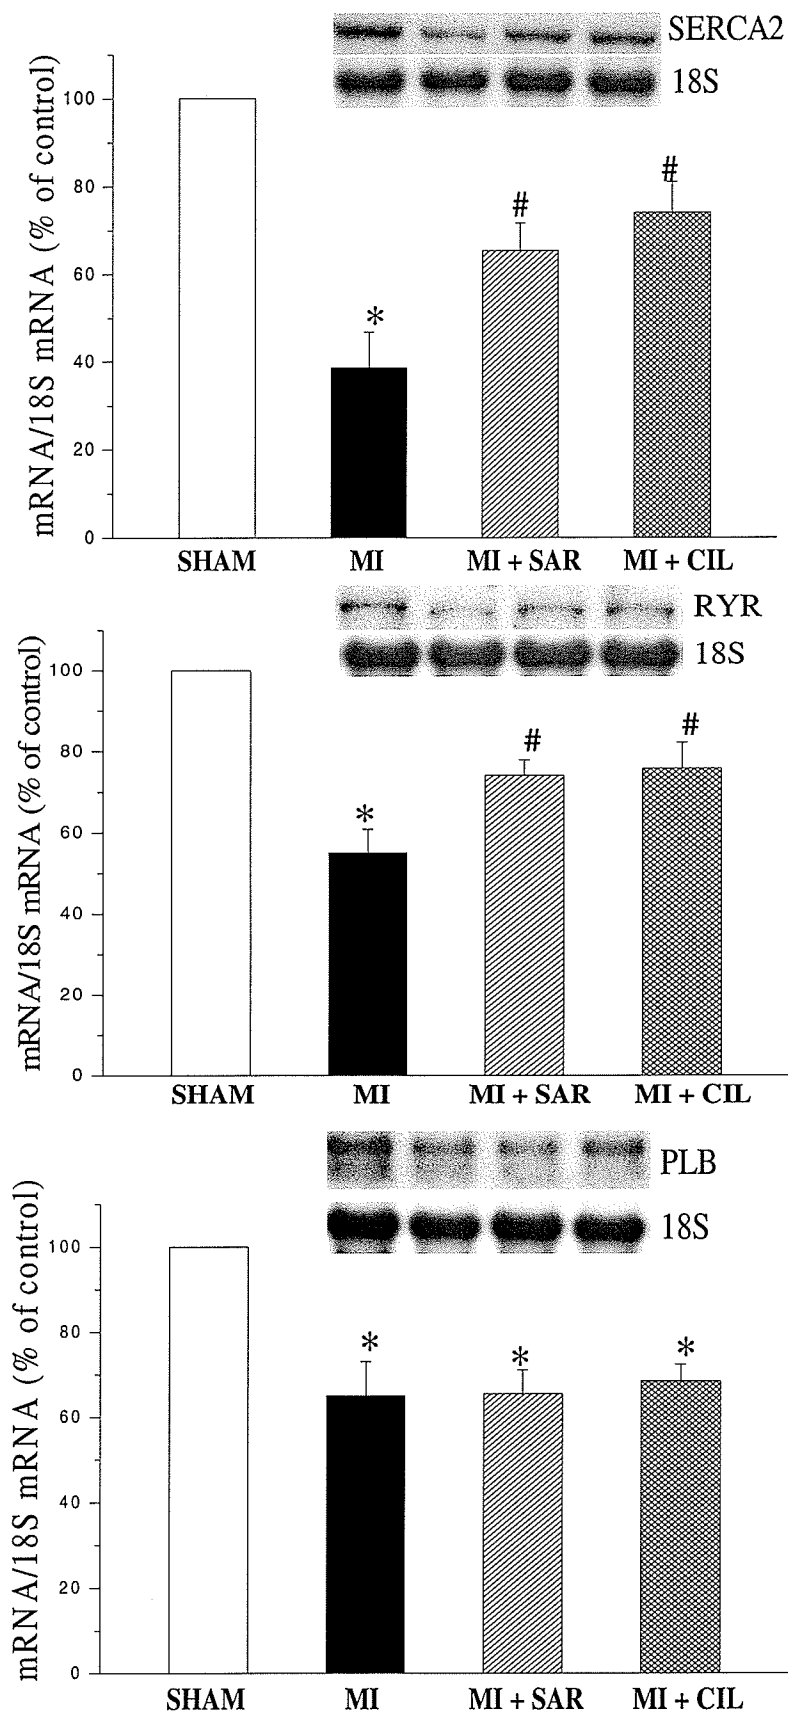 SERCA2
18S
mRNA/18S mRNA (% of control)
100
80
60
40
20
0
#
#
*
SHAM MI MI + SAR MI + CIL
RYR
18S
mRNA/18S mRNA (% of control)
100
80
60
40
20
0
#
#
*
SHAM MI MI + SAR MI + CIL
PLB
18S
mRNA/18S mRNA (% of control)
100
80
60
40
20
0
*
*
*
SHAM MI MI + SAR MI + CIL